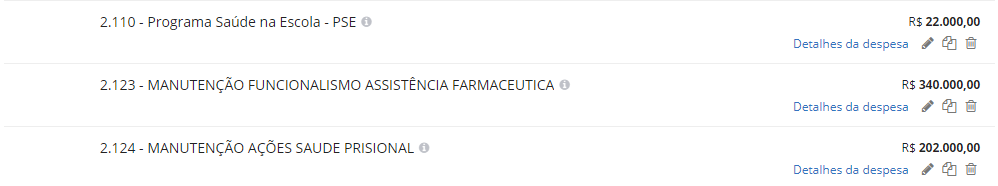 2.110 - Programa Saúde na Escola - PSE
R$ 22.000,00
Detalhes da despesa
2.123 - MANUTENÇÃO FUNCIONALISMO ASSISTÊNCIA FARMACEUTICA
R$ 340.000,00
Detalhes da despesa
2.124 - MANUTENÇÃO AÇÕES SAUDE PRISIONAL
R$ 202.000,00
Detalhes da despesa